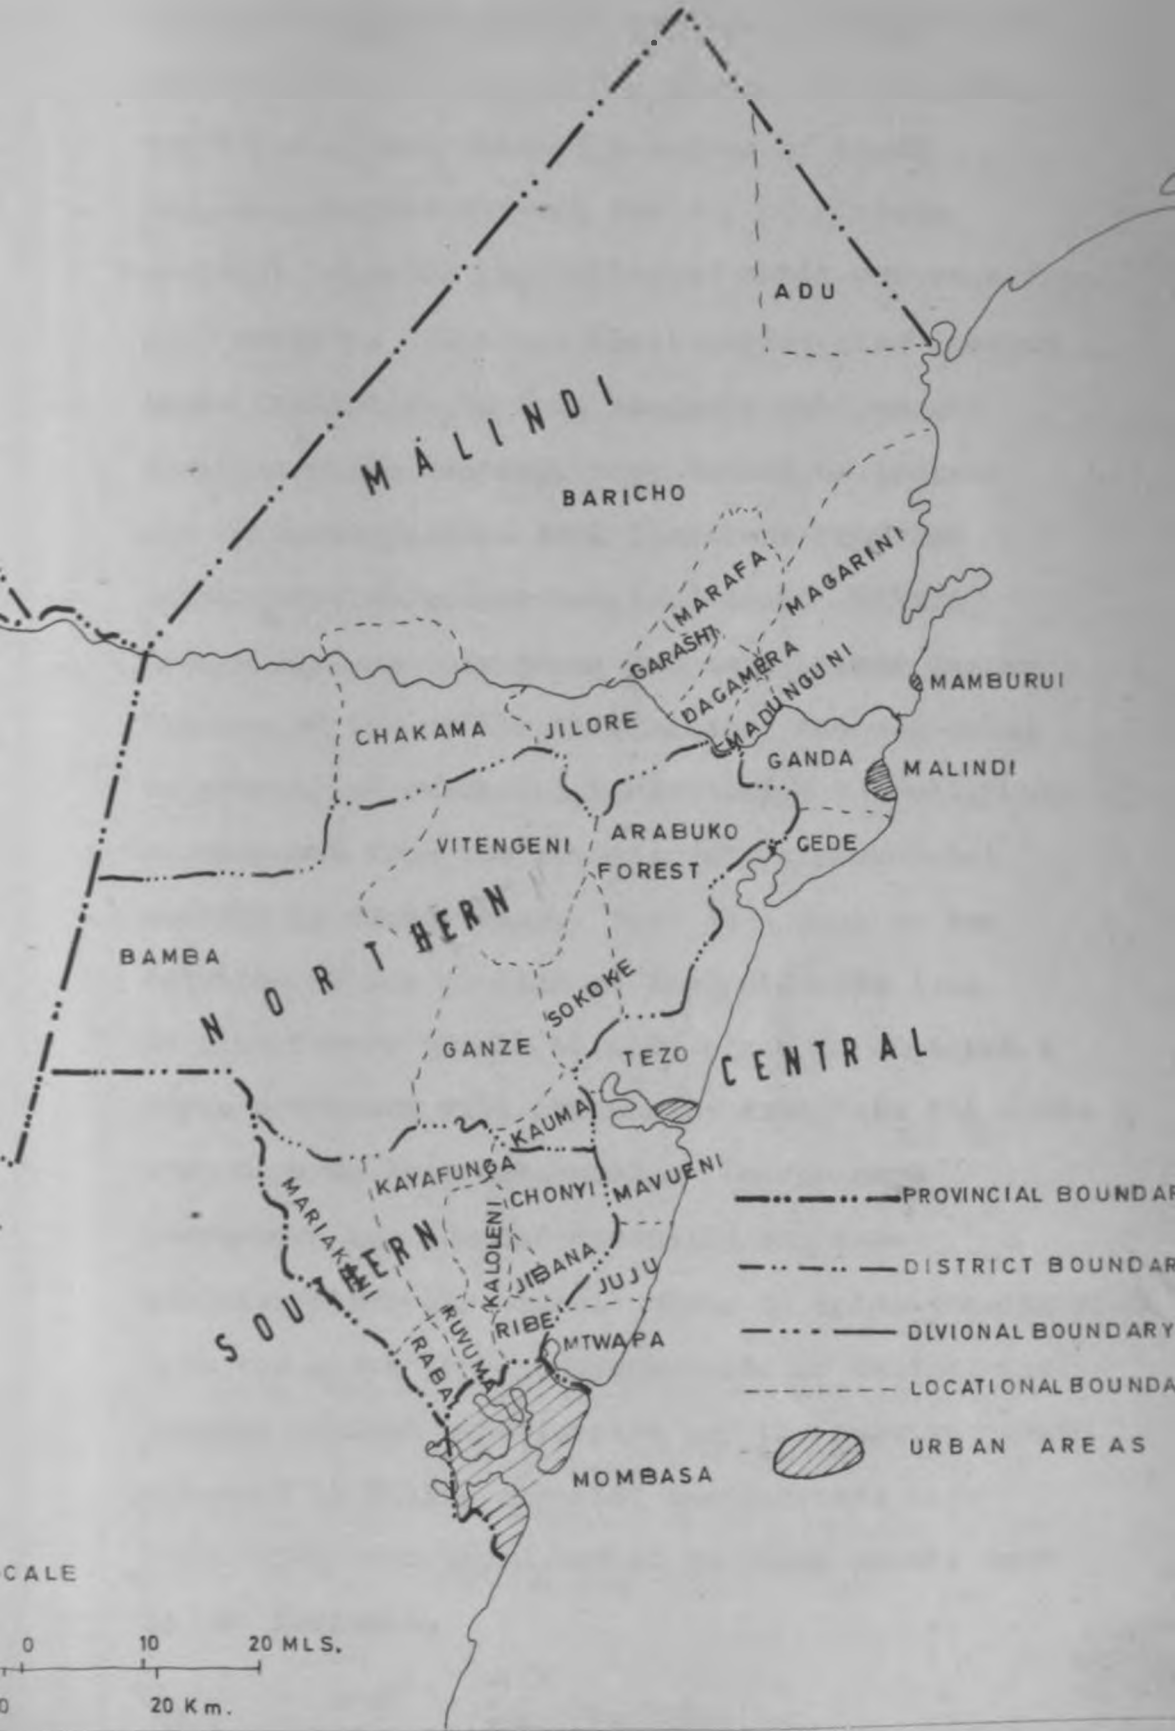 ADU
MALINDI
BARICHO
MARAFA
MAGARINI
GARASHI
DAGAMERA
MADUNGUNI
MAMBURUI
CHAKAMA
JILORE
GANDA
MALINDI
VITENGENI
ARABUKO
FOREST
GEDE
NORTHERN
BAMBA
SOKOKE
GANZE
TEZO
CENTRAL
KAUMA
KAYAFUNGA
CHONYI
MAVUENI
MARIAKANI
KALOLENI
JIBANA
JUJU
SOUTHERN
RUVUMA
RIBE
MTWAPA
RABAI
MOMBASA
PROVINCIAL BOUNDAR
DISTRICT BOUNDAR
DIVIONAL BOUNDARY
LOCATIONAL BOUNDA
URBAN AREAS
CALE
0 10 20 MLS.
0 20 Km.